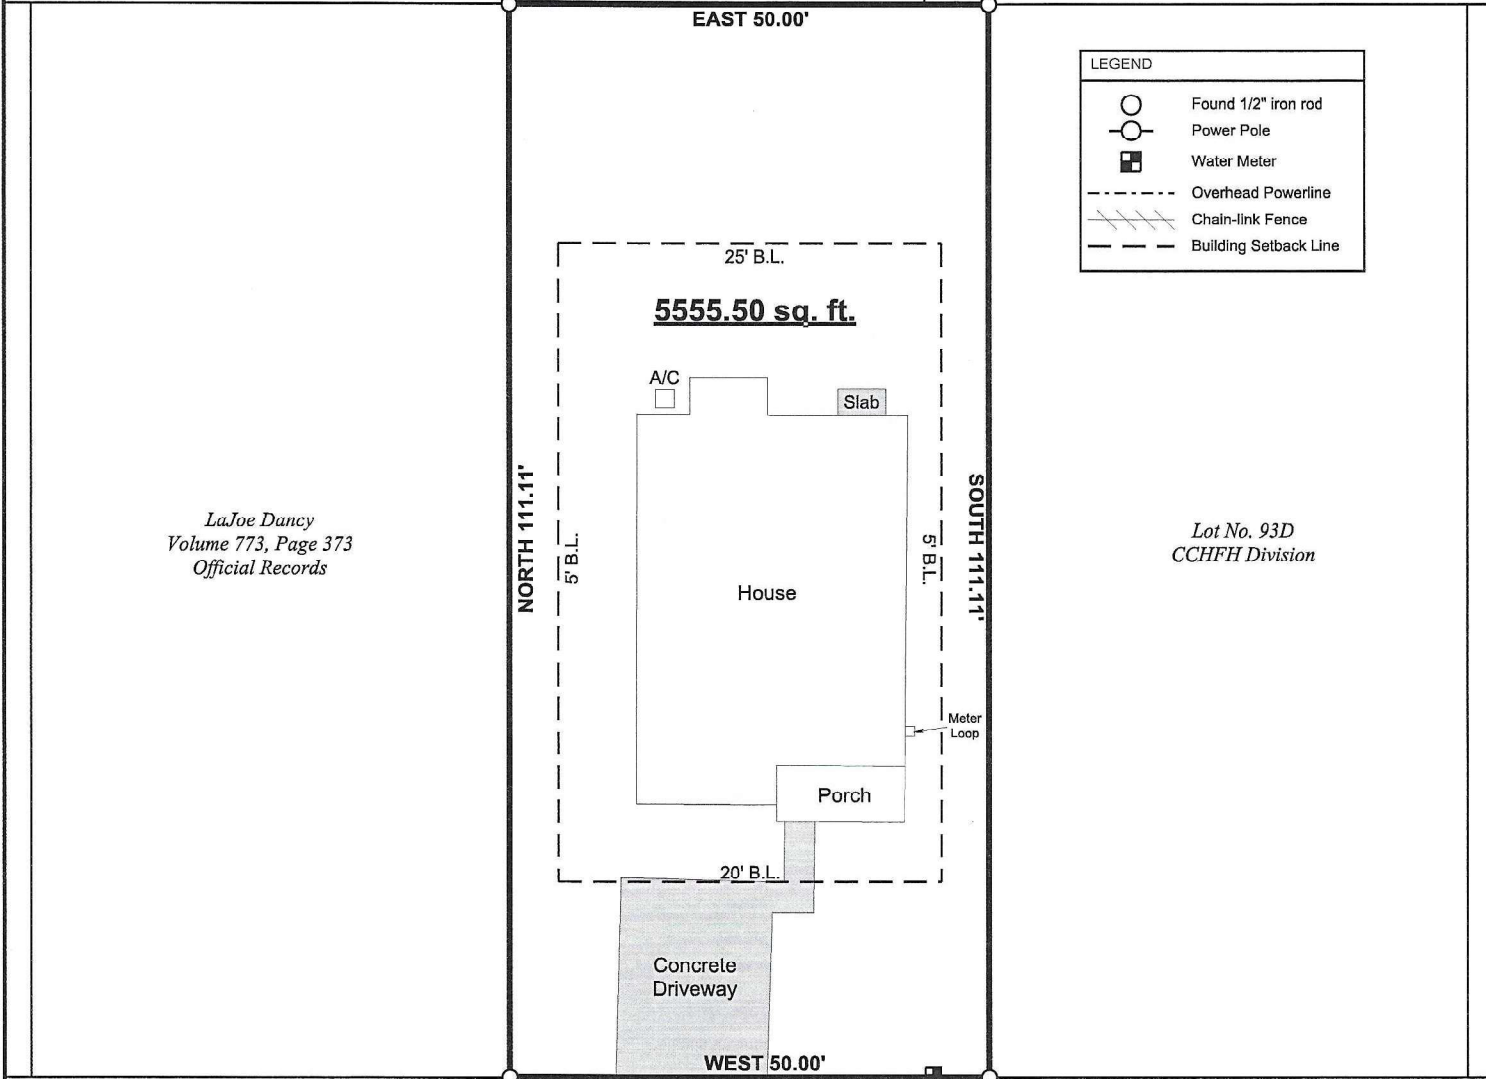 EAST 50.00'
LEGEND
Found 1/2" iron rod
Power Pole
Water Meter
Overhead Powerline
Chain-link Fence
Building Setback Line
25' B.L.
5555.50 sq. ft.
A/C
Slab
NORTH 111.11'
SOUTH 111.11'
LaJoe Dancy
Volume 773, Page 373
Official Records
5' B.L.
5' B.L.
Lot No. 93D
CCHFH Division
House
Meter
Loop
Porch
20' B.L.
Concrete
Driveway
WEST 50.00'